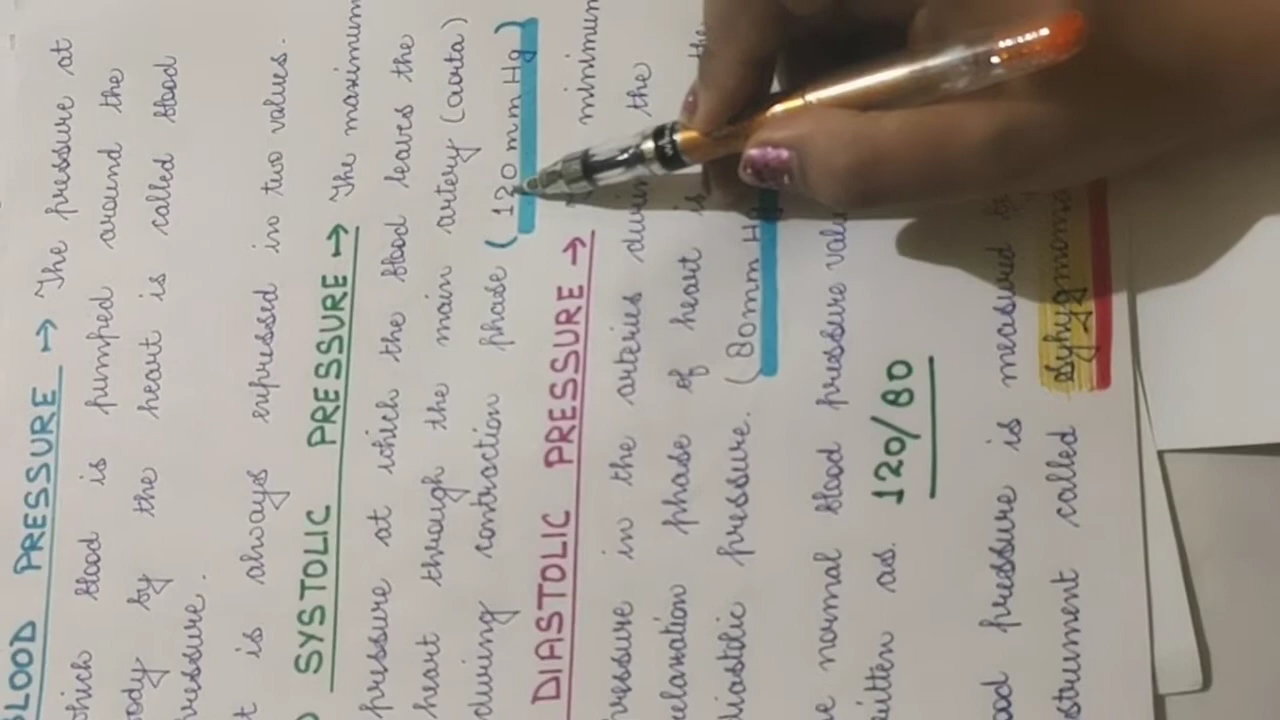 BLOOD PRESSURE → The pressure at
which blood is pumped around the
body by the heart is called blood
pressure.
It is always expressed in two values.
SYSTOLIC PRESSURE → The maximum
pressure at which the blood leaves the
heart through the main artery (aorta)
during contraction phase (120 mm Hg)
DIASTOLIC PRESSURE → minimum
pressure in the arteries during the
relaxation phase of heart is the
diastolic pressure. (80mm Hg
normal blood pressure
written as. 120/80
blood pressure is measured
instrument called